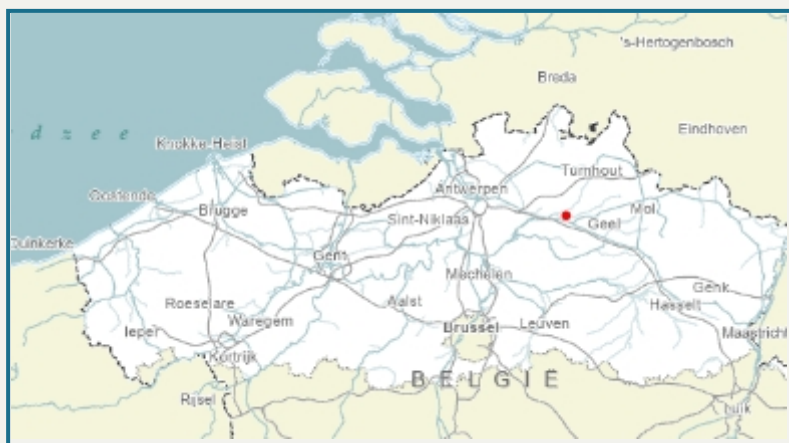 's-Hertogenbosch
Breda
Eindhoven
d z e e
Knokke-Heist
Turnhout
Antwerpen
Oostende
Brugge
Sint-Niklaas
Mol
Geel
Duinkerke
Gent
Mechelen
Genk
Roeselare
Aalst
Hasselt
Waregem
Brussel
Leuven
Ieper
Maastricht
Kortrijk
BELGIË
Rijsel
Luik